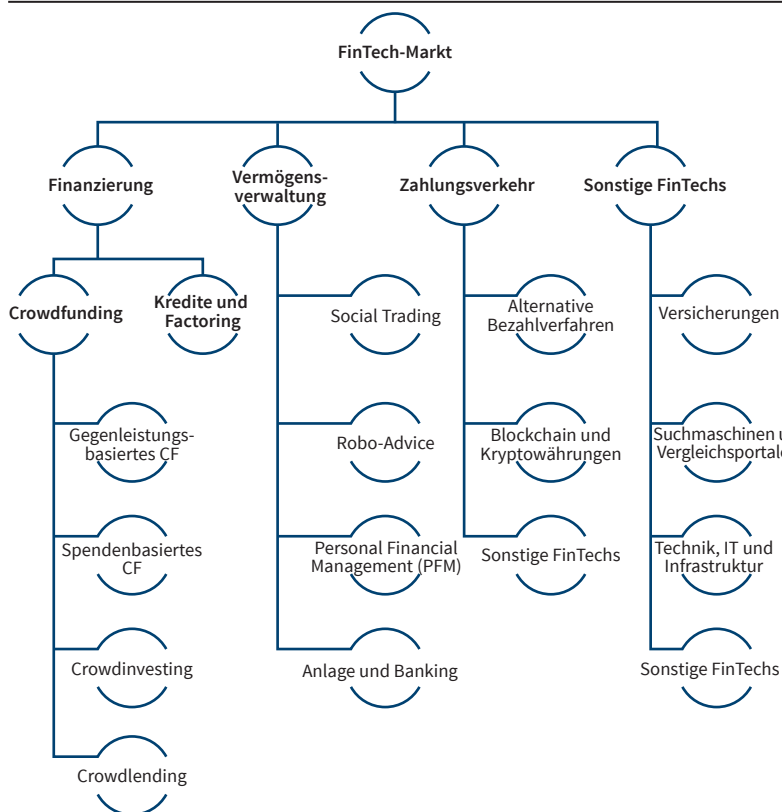 FinTech-Markt
Finanzierung
Vermögens-
verwaltung
Zahlungsverkehr
Sonstige FinTechs
Crowdfunding
Kredite und
Factoring
Social Trading
Alternative
Bezahlverfahren
Versicherungen
Gegenleistungs-
basiertes CF
Robo-Advice
Blockchain und
Kryptowährungen
Suchmaschinen
Vergleichsportale
Spendenbasiertes
CF
Personal Financial
Management (PFM)
Sonstige FinTechs
Technik, IT und
Infrastruktur
Crowdinvesting
Anlage und Banking
Sonstige FinTechs
Crowdlending